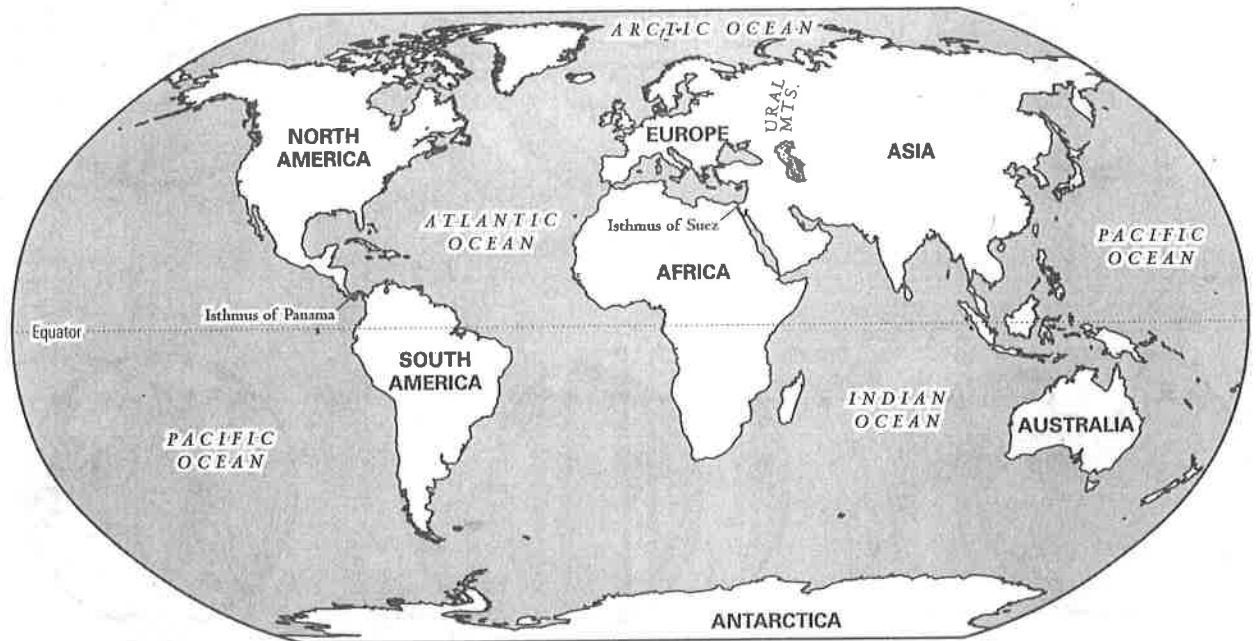 ARCTIC OCEAN
NORTH
AMERICA
EUROPE
URAL
MTS.
ASIA
ATLANTIC
OCEAN
Isthmus of Suez
PACIFIC
OCEAN
AFRICA
Isthmus of Panama
Equator
SOUTH
AMERICA
INDIAN
OCEAN
AUSTRALIA
PACIFIC
OCEAN
ANTARCTICA